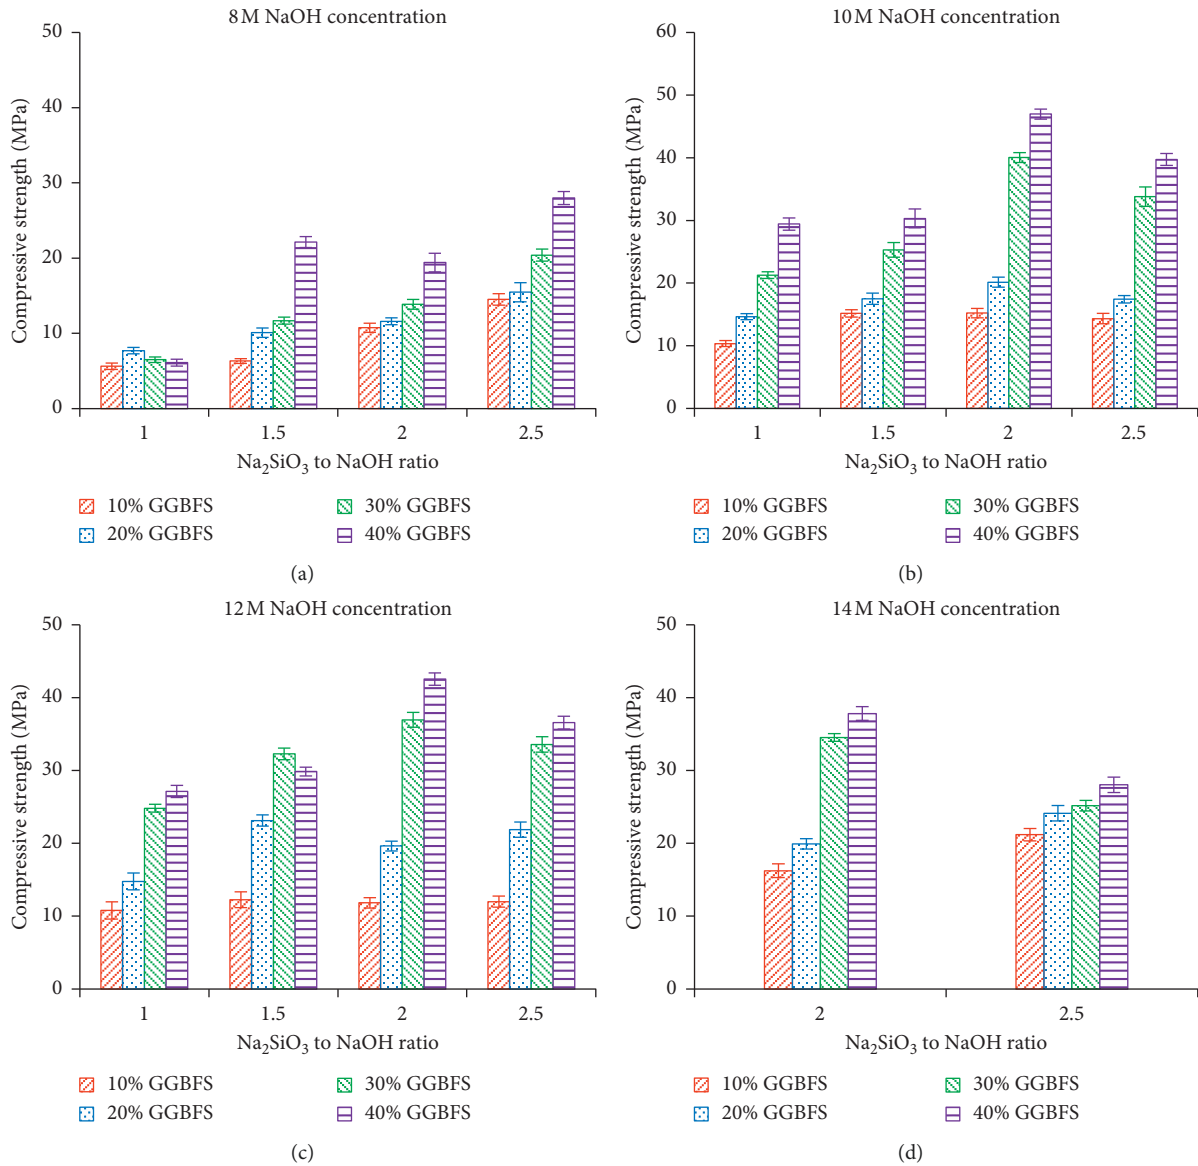 8 M NaOH concentration
50
40
30
20
10
0
Compressive strength (MPa)
1 1.5 2 2.5
Na₂SiO₃ to NaOH ratio
10% GGBFS 30% GGBFS
20% GGBFS 40% GGBFS
(a)
10 M NaOH concentration
60
50
40
30
20
10
0
Compressive strength (MPa)
1 1.5 2 2.5
Na₂SiO₃ to NaOH ratio
10% GGBFS 30% GGBFS
20% GGBFS 40% GGBFS
(b)
12 M NaOH concentration
50
40
30
20
10
0
Compressive strength (MPa)
1 1.5 2 2.5
Na₂SiO₃ to NaOH ratio
10% GGBFS 30% GGBFS
20% GGBFS 40% GGBFS
(c)
14 M NaOH concentration
50
40
30
20
10
0
Compressive strength (MPa)
2 2.5
Na₂SiO₃ to NaOH ratio
10% GGBFS 30% GGBFS
20% GGBFS 40% GGBFS
(d)